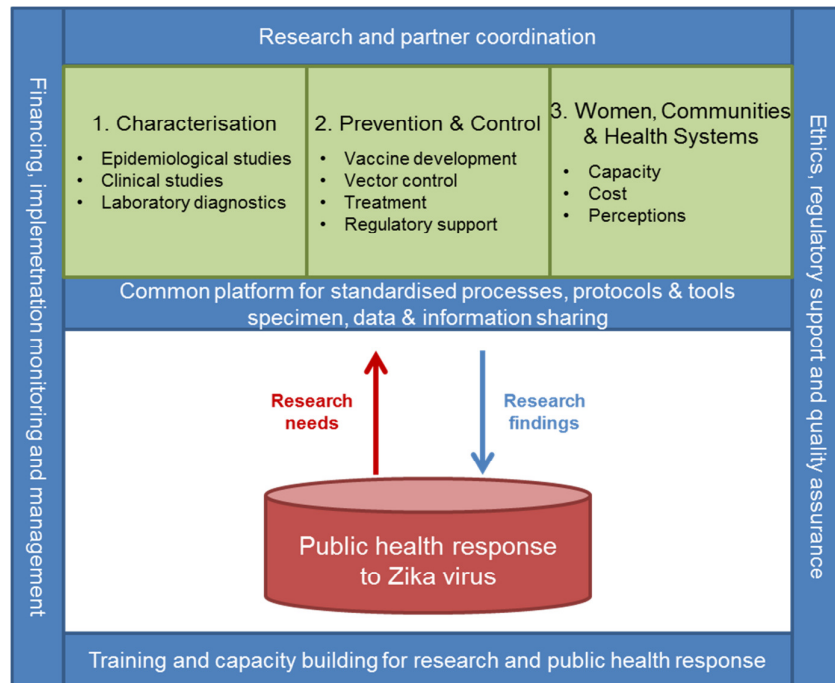 Research and partner coordination
Financing, implemetnation monitoring and management
1. Characterisation
• Epidemiological studies
• Clinical studies
• Laboratory diagnostics
2. Prevention & Control
• Vaccine development
• Vector control
• Treatment
• Regulatory support
3. Women, Communities
& Health Systems
• Capacity
• Cost
• Perceptions
Ethics, regulatory support and quality assurance
Common platform for standardised processes, protocols & tools
specimen, data & information sharing
Research
needs
Research
findings
Public health response
to Zika virus
Training and capacity building for research and public health response